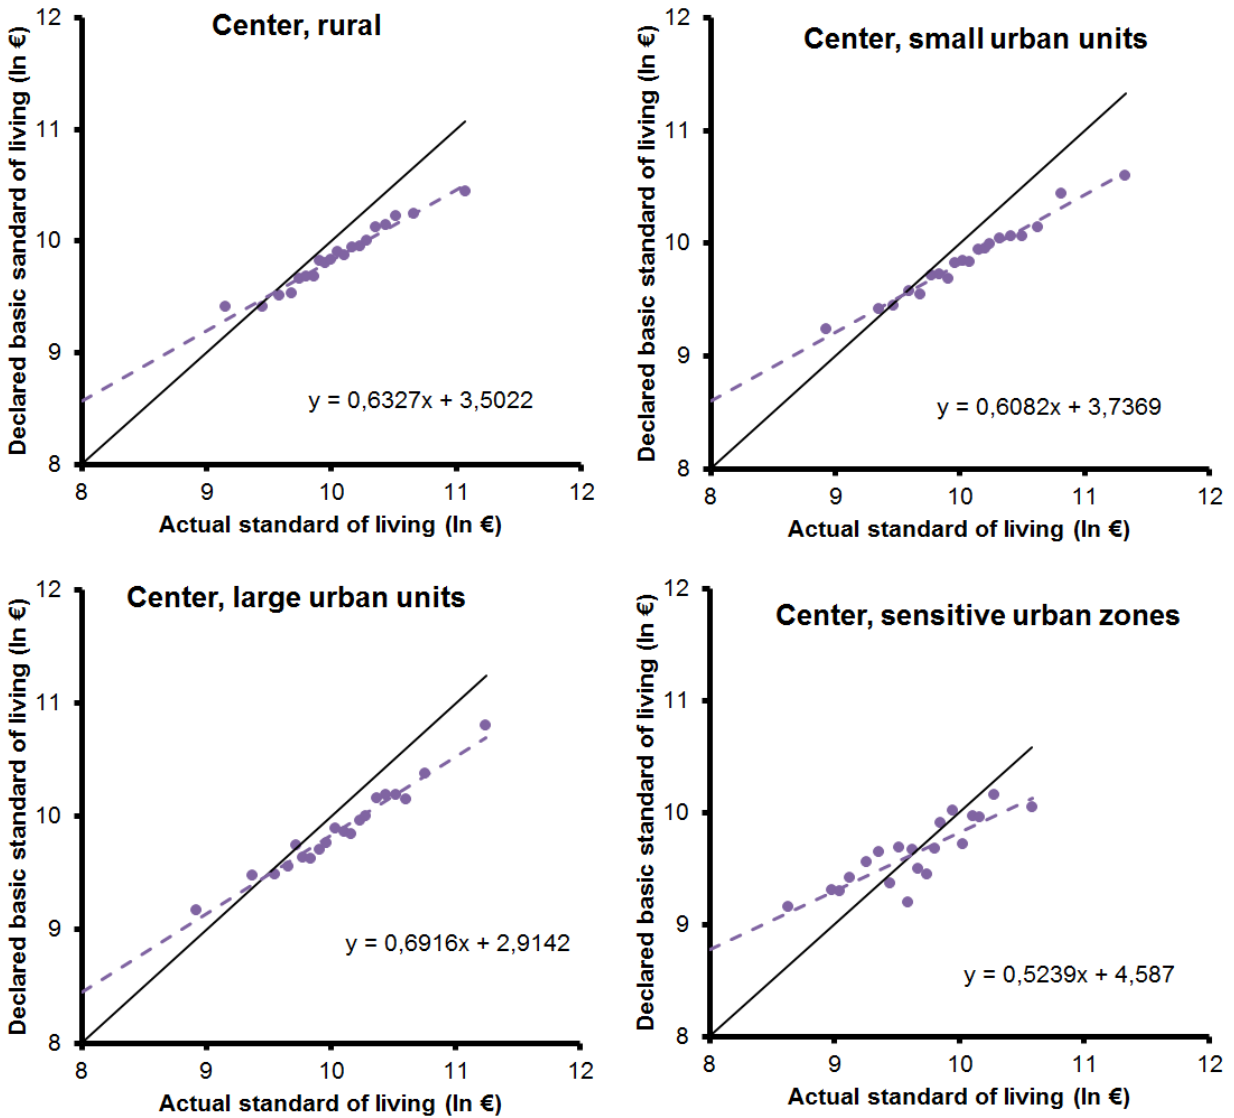 Center, rural
Declared basic sandard of living (ln €)
12
11
10
9
8
y = 0,6327x + 3,5022
8 9 10 11 12
Actual standard of living (ln €)
Center, small urban units
Declared basic standard of living (ln €)
12
11
10
9
8
y = 0,6082x + 3,7369
8 9 10 11 12
Actual standard of living (ln €)
Center, large urban units
Declared basic standard of living (ln €)
12
11
10
9
8
y = 0,6916x + 2,9142
8 9 10 11 12
Actual standard of living (ln €)
Center, sensitive urban zones
Declared basic standard of living (ln €)
12
11
10
9
8
y = 0,5239x + 4,587
8 9 10 11 12
Actual standard of living (ln €)